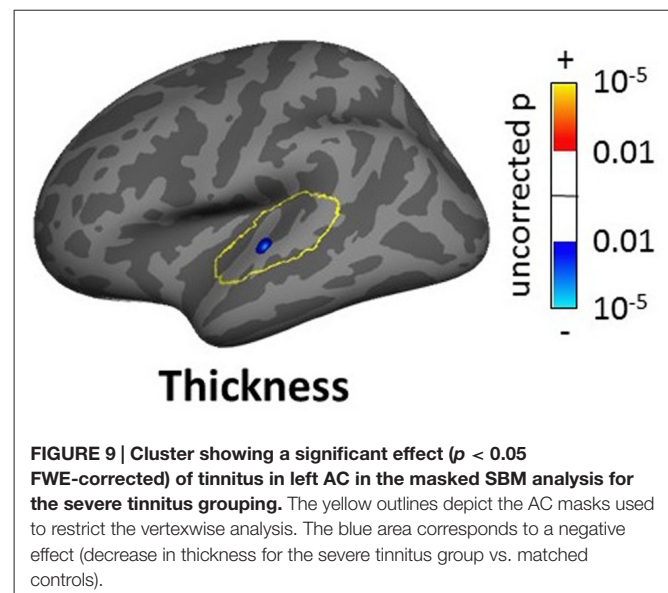 +
10-5
0.01
0.01
10-5
-
uncorrected p
Thickness
FIGURE 9 | Cluster showing a significant effect (p < 0.05
FWE-corrected) of tinnitus in left AC in the masked SBM analysis for
the severe tinnitus grouping. The yellow outlines depict the AC masks used
to restrict the vertexwise analysis. The blue area corresponds to a negative
effect (decrease in thickness for the severe tinnitus group vs. matched
controls).